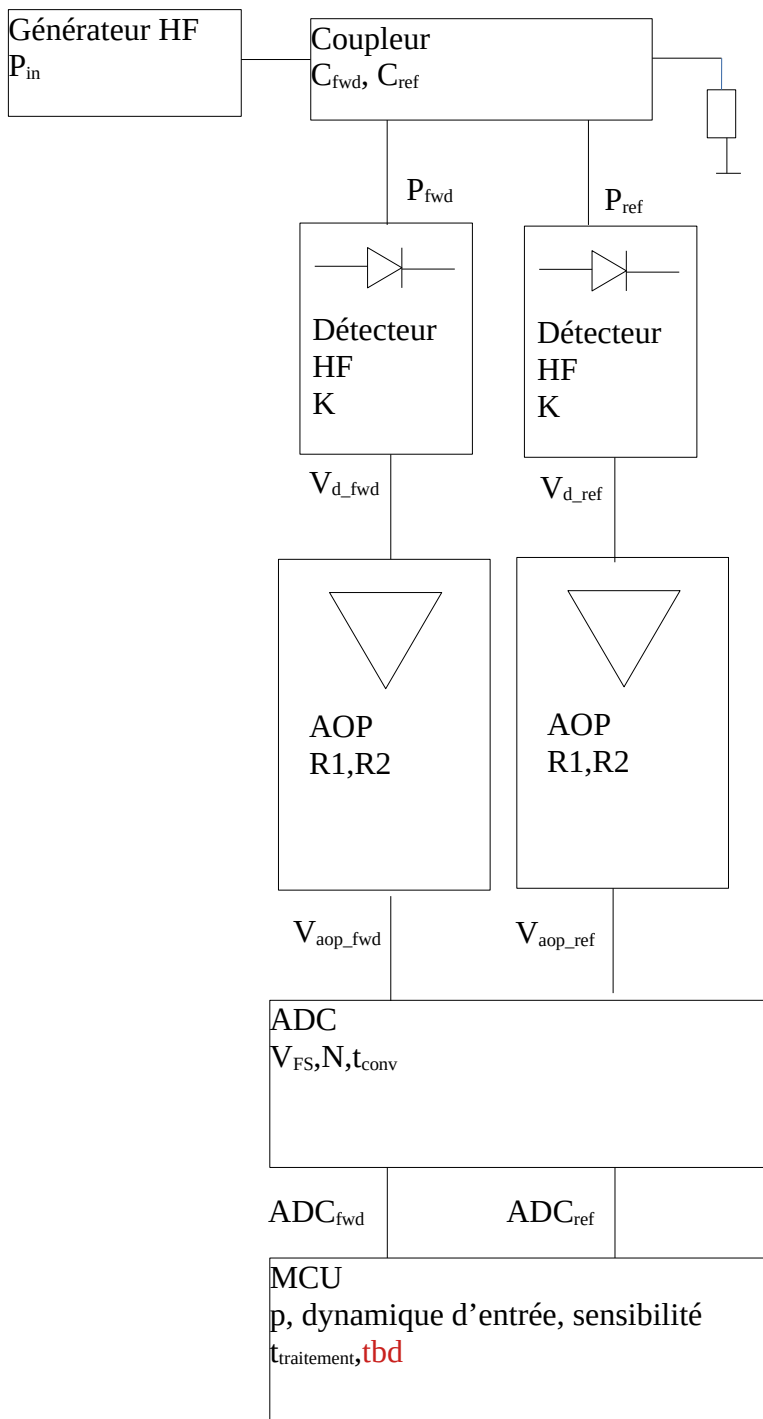 Générateur HF
Pin
Coupleur
Cfwd, Cref
Pfwd
Pref
Détecteur
HF
K
Détecteur
HF
K
Vd_fwd
Vd_ref
AOP
R1,R2
AOP
R1,R2
Vaop_fwd
Vaop_ref
ADC
VFS,N,tconv
ADCfwd
ADCref
MCU
p, dynamique d’entrée, sensibilité
ttraitement,tbd